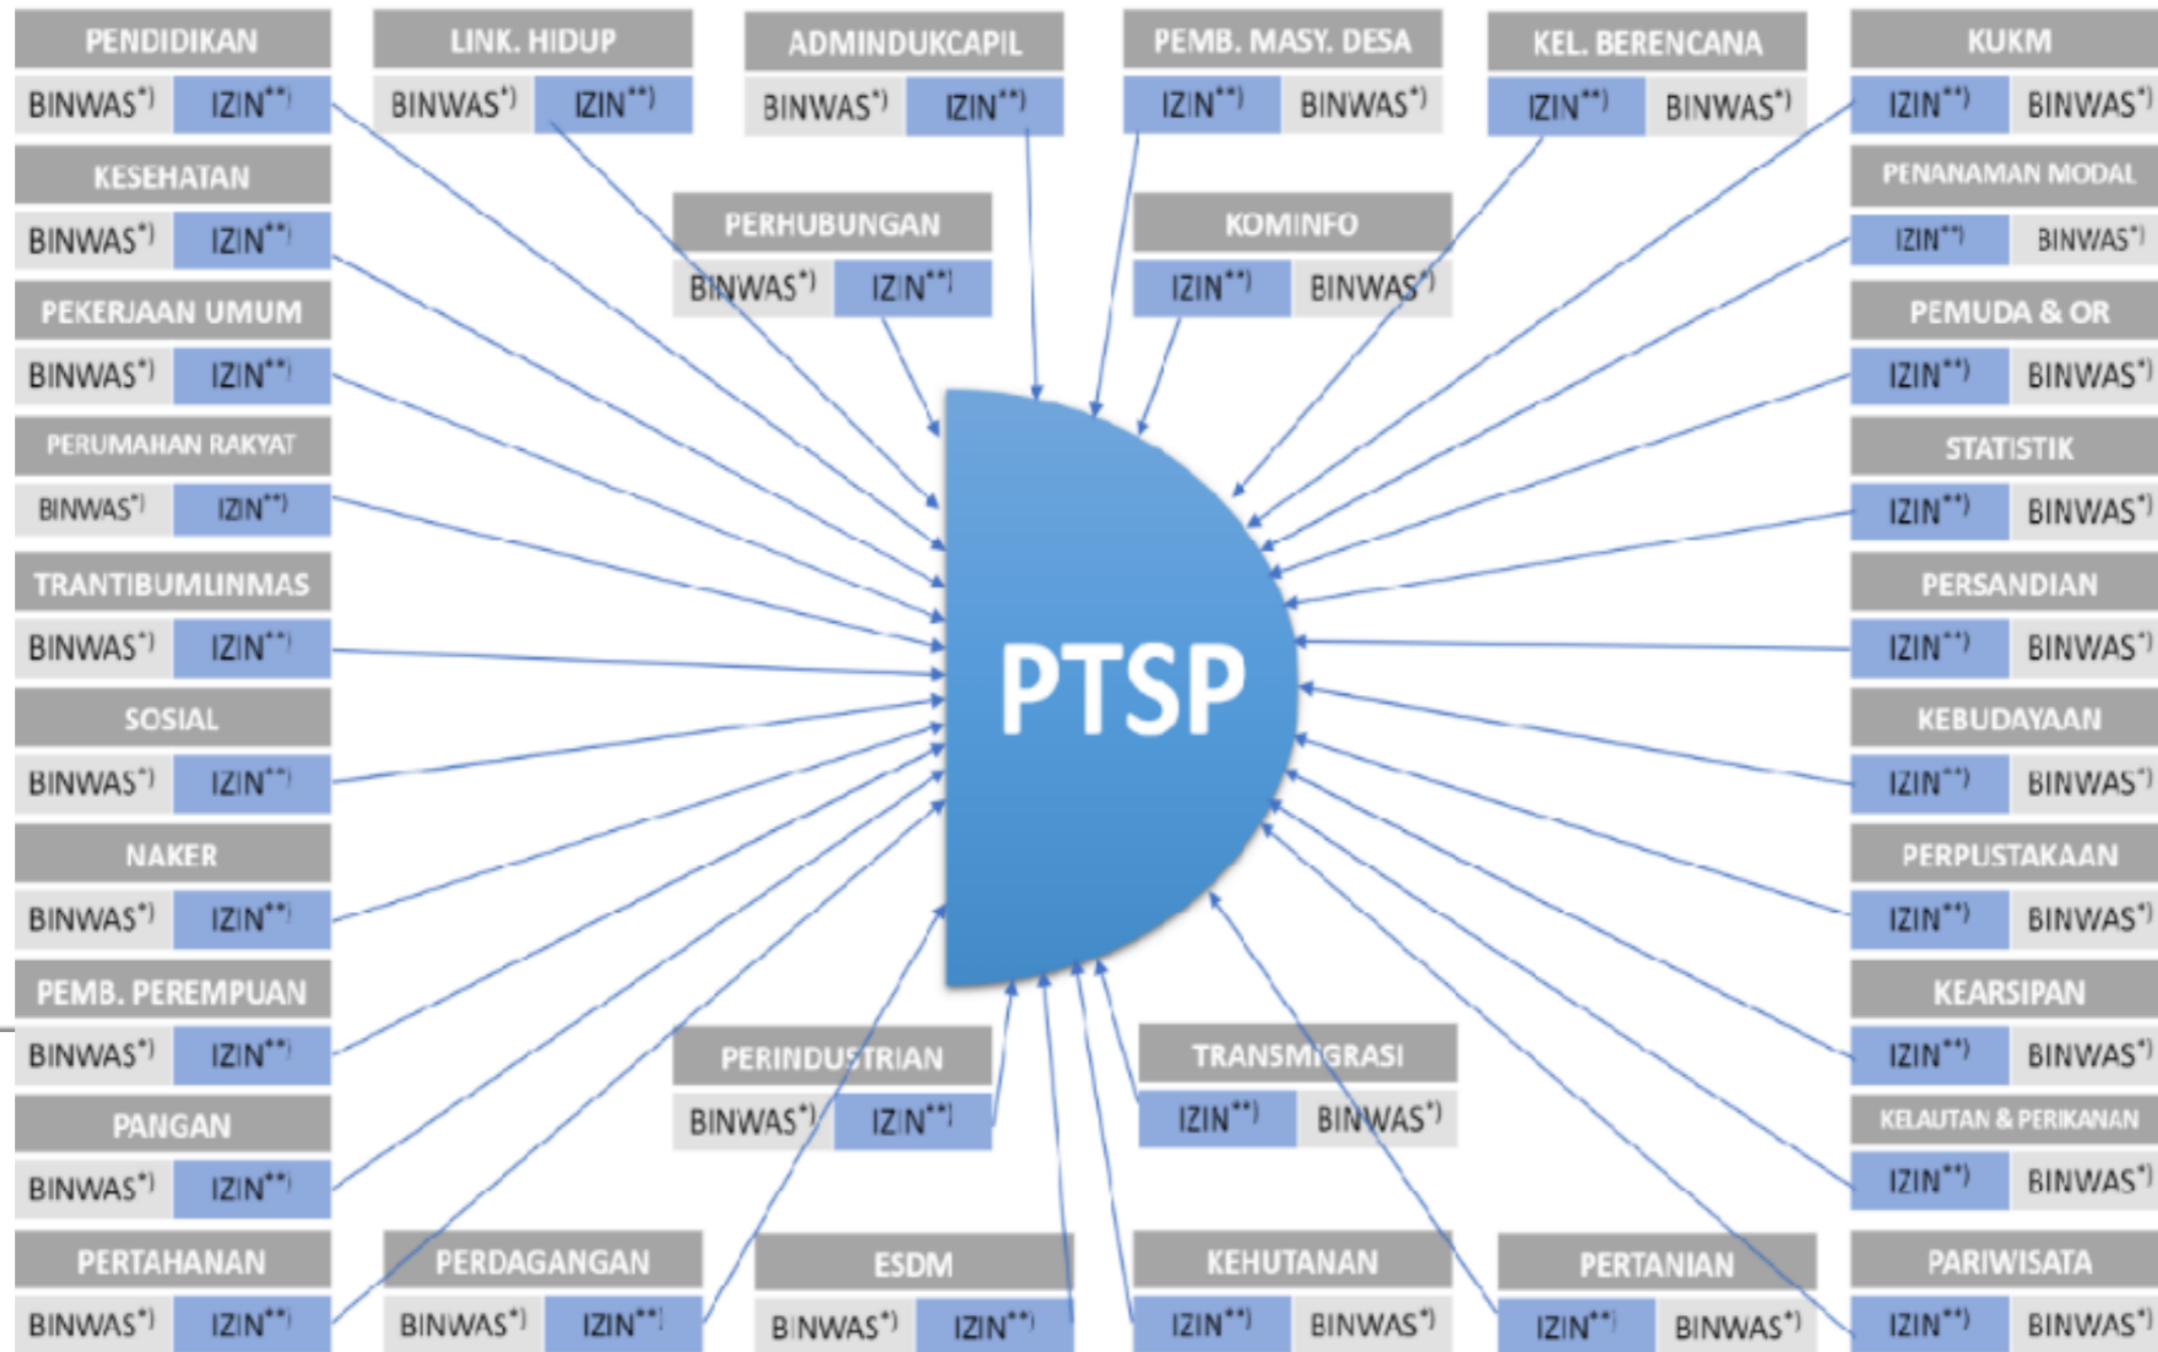 PENDIDIKAN
BINWAS*) IZIN**)
LINK. HIDUP
BINWAS*) IZIN**)
ADMINDUKCAPIL
BINWAS*) IZIN**)
PEMB. MASY. DESA
IZIN**) BINWAS*)
KEL. BERENCANA
IZIN**) BINWAS*)
KUKM
IZIN**) BINWAS*)
KESEHATAN
BINWAS*) IZIN**)
PERHUBUNGAN
BINWAS*) IZIN**)
KOMINFO
IZIN**) BINWAS*)
PENANAMAN MODAL
IZIN**) BINWAS*)
PEKERJAAN UMUM
BINWAS*) IZIN**)
PEMUDA & OR
IZIN**) BINWAS*)
PERUMAHAN RAKYAT
BINWAS*) IZIN**)
STATISTIK
IZIN**) BINWAS*)
TRANTIBUMLINMAS
BINWAS*) IZIN**)
PTSP
PERSANDIAN
IZIN**) BINWAS*)
SOSIAL
BINWAS*) IZIN**)
KEBUDAYAAN
IZIN**) BINWAS*)
NAKER
BINWAS*) IZIN**)
PERPUSTAKAAN
IZIN**) BINWAS*)
PEMB. PEREMPUAN
BINWAS*) IZIN**)
PERINDUSTRIAN
BINWAS*) IZIN**)
TRANSMIGRASI
IZIN**) BINWAS*)
KEARSIPAN
IZIN**) BINWAS*)
PANGAN
BINWAS*) IZIN**)
KELAUTAN & PERIKANAN
IZIN**) BINWAS*)
PERTAHANAN
BINWAS*) IZIN**)
PERDAGANGAN
BINWAS*) IZIN**)
ESDM
BINWAS*) IZIN**)
KEHUTANAN
IZIN**) BINWAS*)
PERTANIAN
IZIN**) BINWAS*)
PARIWISATA
IZIN**) BINWAS*)